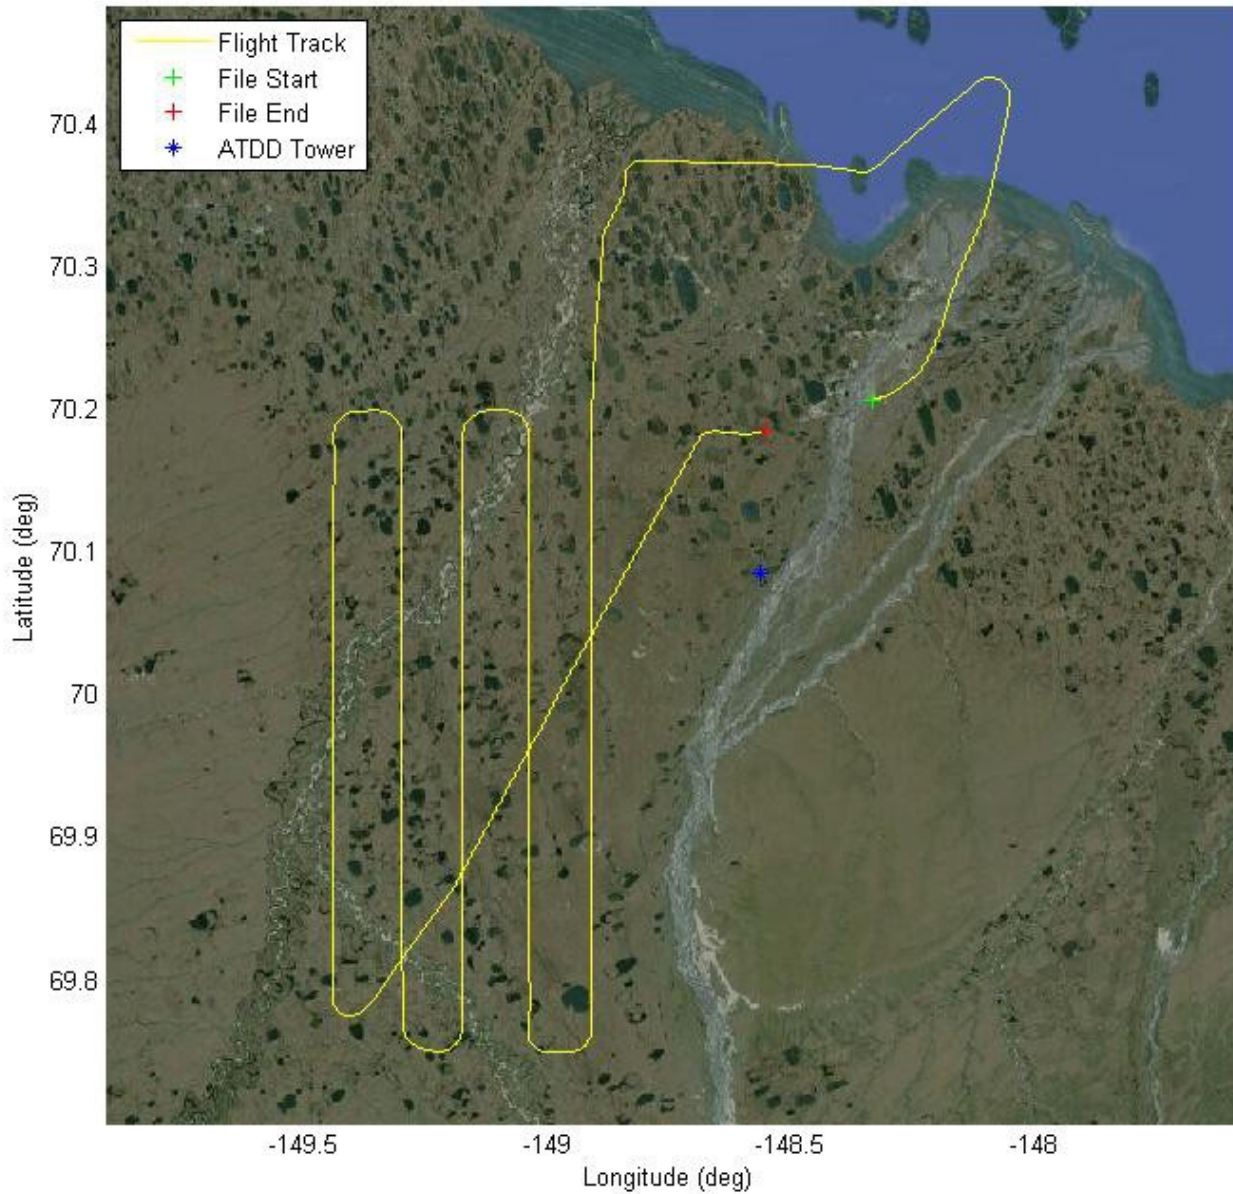 Flight Track
File Start
File End
ATDD Tower
70.4
70.3
70.2
70.1
70
69.9
69.8
Latitude (deg)
-149.5
-149
-148.5
-148
Longitude (deg)